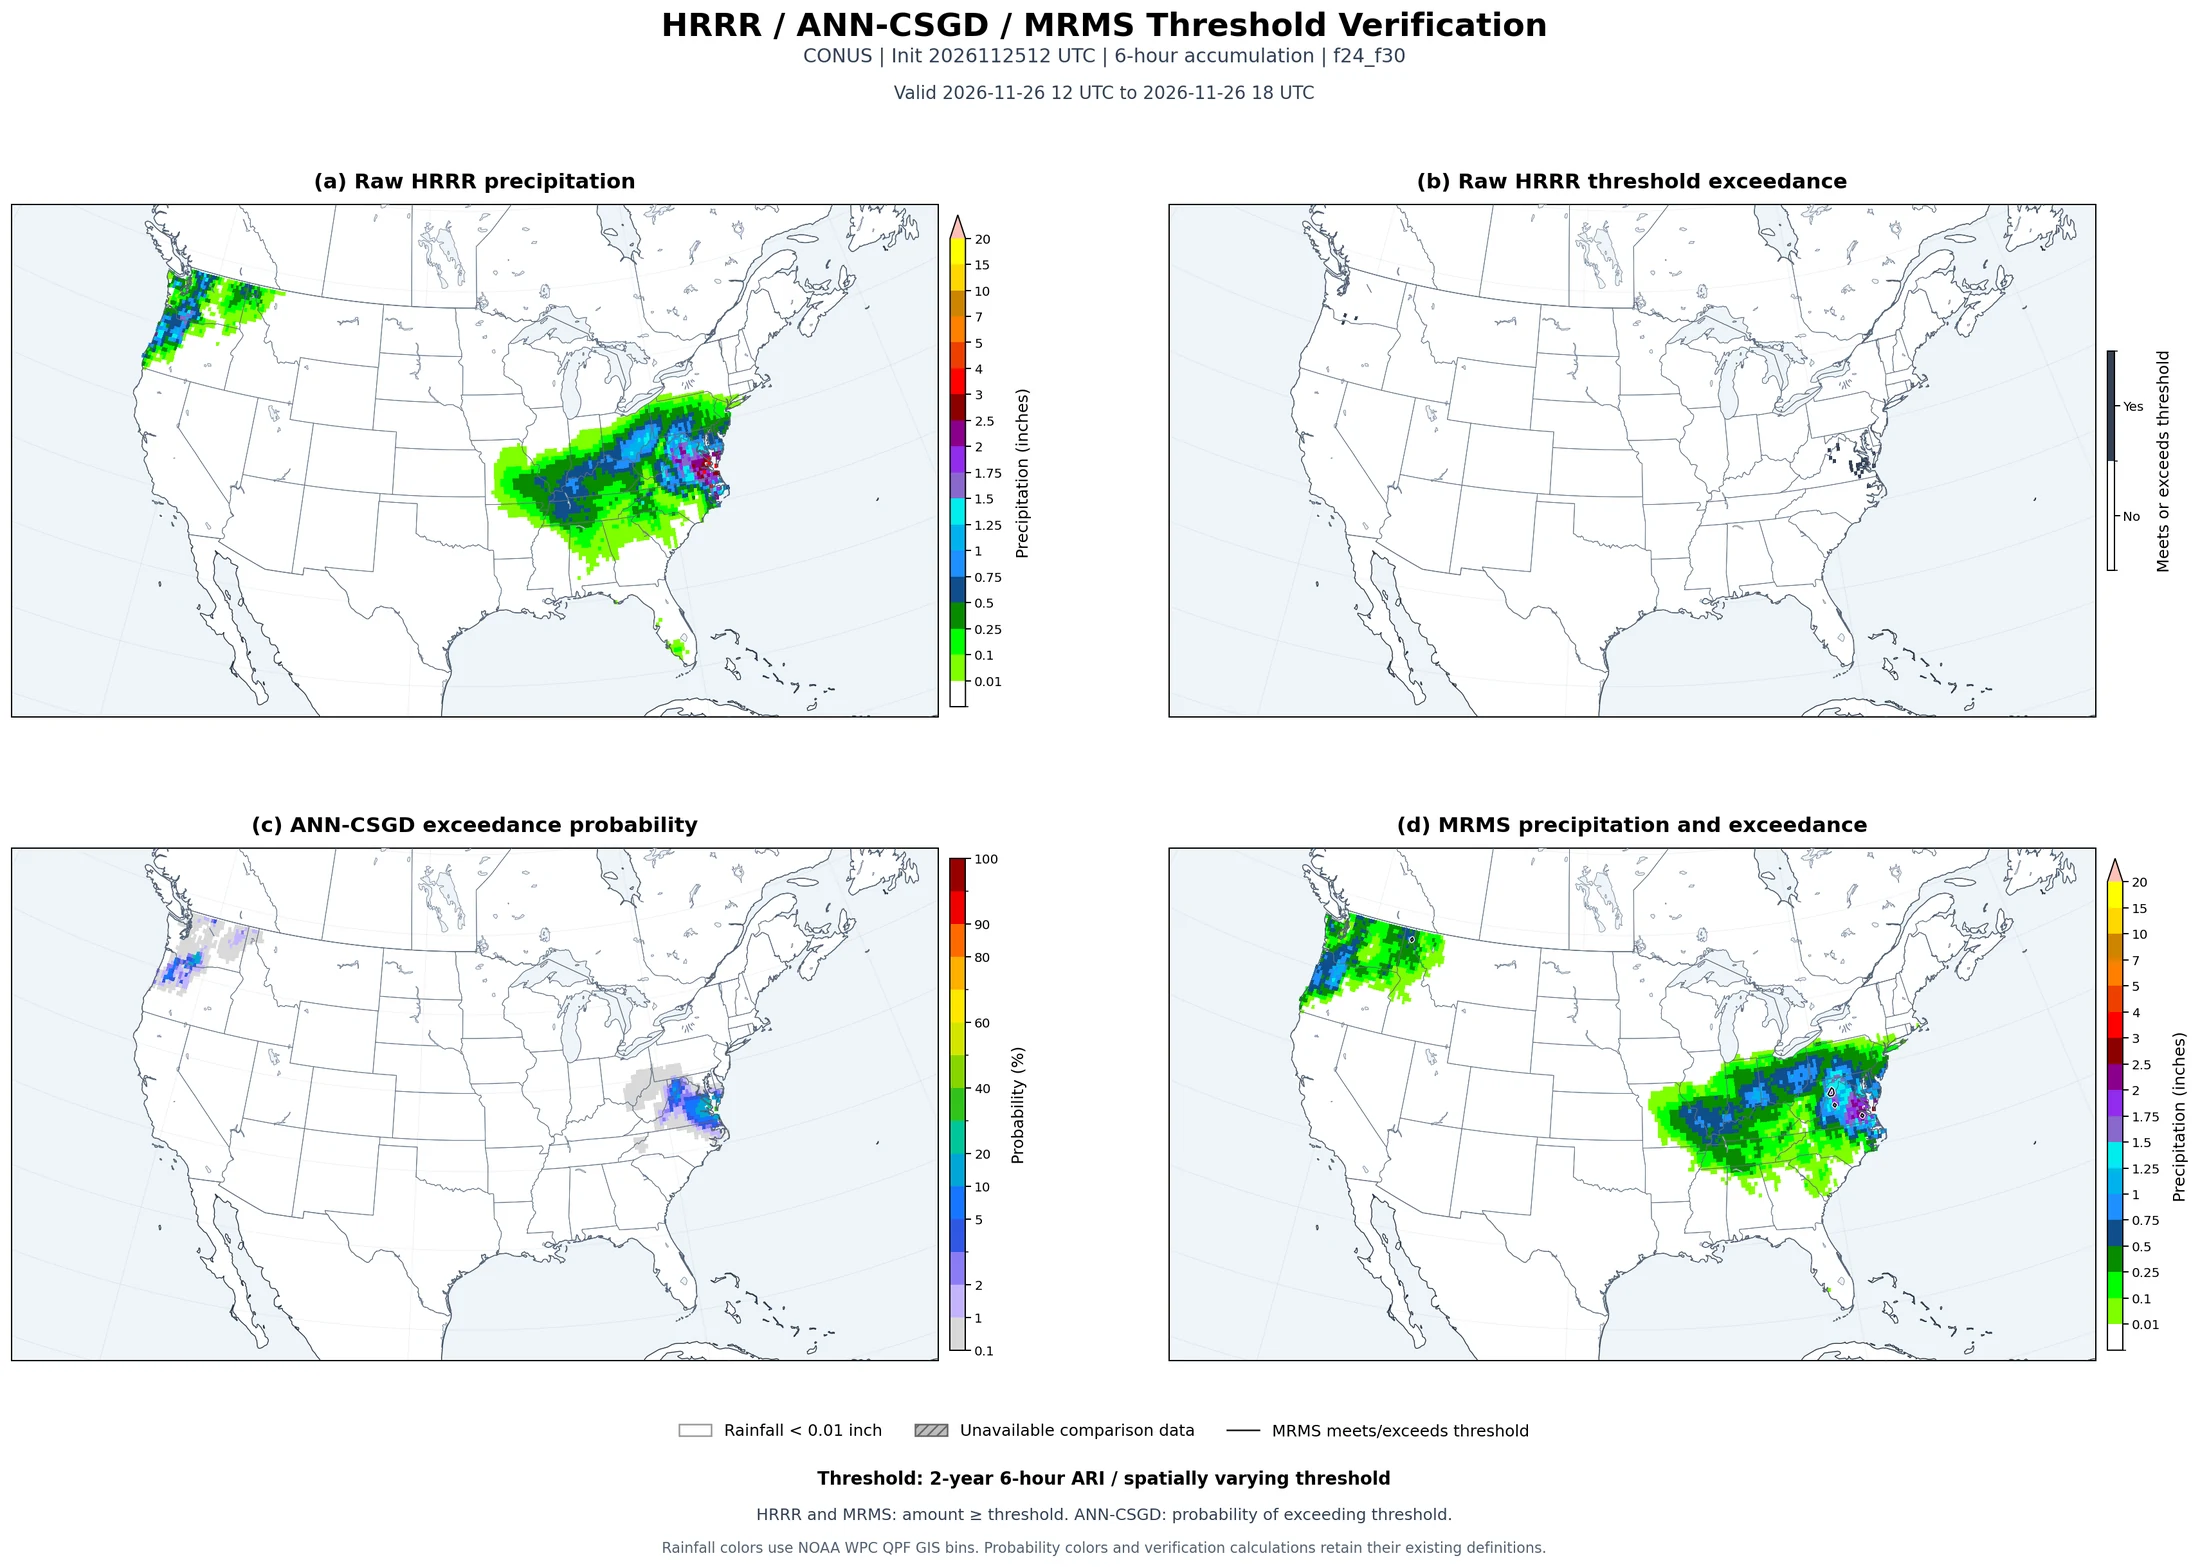 HRRR / ANN-CSGD / MRMS Threshold Verification
CONUS | Init 2026112512 UTC | 6-hour accumulation | f24_f30
Valid 2026-11-26 12 UTC to 2026-11-26 18 UTC
(a) Raw HRRR precipitation
20
15
10
7
5
4
3
2.5
2
1.75
1.5
1.25
1
0.75
0.5
0.25
0.1
0.01
Precipitation (inches)
(b) Raw HRRR threshold exceedance
Yes
No
Meets or exceeds threshold
(c) ANN-CSGD exceedance probability
100
90
80
60
40
20
10
5
2
1
0.1
Probability (%)
(d) MRMS precipitation and exceedance
20
15
10
7
5
4
3
2.5
2
1.75
1.5
1.25
1
0.75
0.5
0.25
0.1
0.01
Precipitation (inches)
Rainfall < 0.01 inch
Unavailable comparison data
MRMS meets/exceeds threshold
Threshold: 2-year 6-hour ARI / spatially varying threshold
HRRR and MRMS: amount ≥ threshold. ANN-CSGD: probability of exceeding threshold.
Rainfall colors use NOAA WPC QPF GIS bins. Probability colors and verification calculations retain their existing definitions.